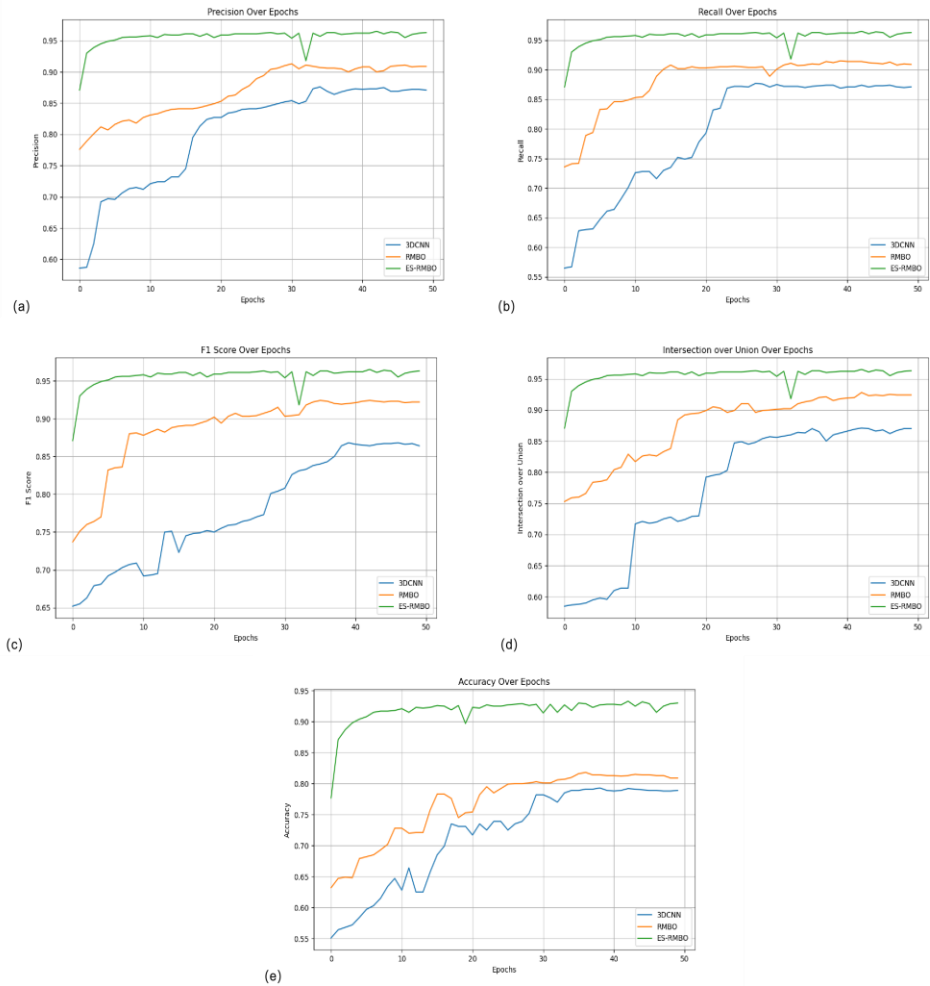 Precision Over Epochs
0.95
0.90
0.85
0.80
0.75
0.70
0.65
0.60
Precision
0 10 20 30 40 50
Epochs
3DCNN
RMBO
ES-RMBO
(a)
Recall Over Epochs
0.95
0.90
0.85
0.80
0.75
0.70
0.65
0.60
0.55
Recall
0 10 20 30 40 50
Epochs
3DCNN
RMBO
ES-RMBO
(b)
F1 Score Over Epochs
0.95
0.90
0.85
0.80
0.75
0.70
0.65
F1 Score
0 10 20 30 40 50
Epochs
3DCNN
RMBO
ES-RMBO
(c)
Intersection over Union Over Epochs
0.95
0.90
0.85
0.80
0.75
0.70
0.65
0.60
Intersection over Union
0 10 20 30 40 50
Epochs
3DCNN
RMBO
ES-RMBO
(d)
Accuracy Over Epochs
0.95
0.90
0.85
0.80
0.75
0.70
0.65
0.60
0.55
Accuracy
0 10 20 30 40 50
Epochs
3DCNN
RMBO
ES-RMBO
(e)